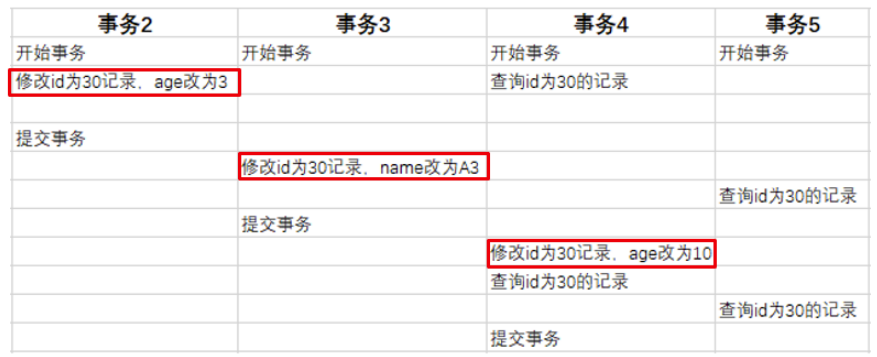 事务2 事务3 事务4 事务5
开始事务 开始事务 开始事务 开始事务
修改id为30记录，age改为3 查询id为30的记录
提交事务
修改id为30记录，name改为A3
查询id为30的记录
提交事务
修改id为30记录，age改为10
查询id为30的记录
查询id为30的记录
提交事务